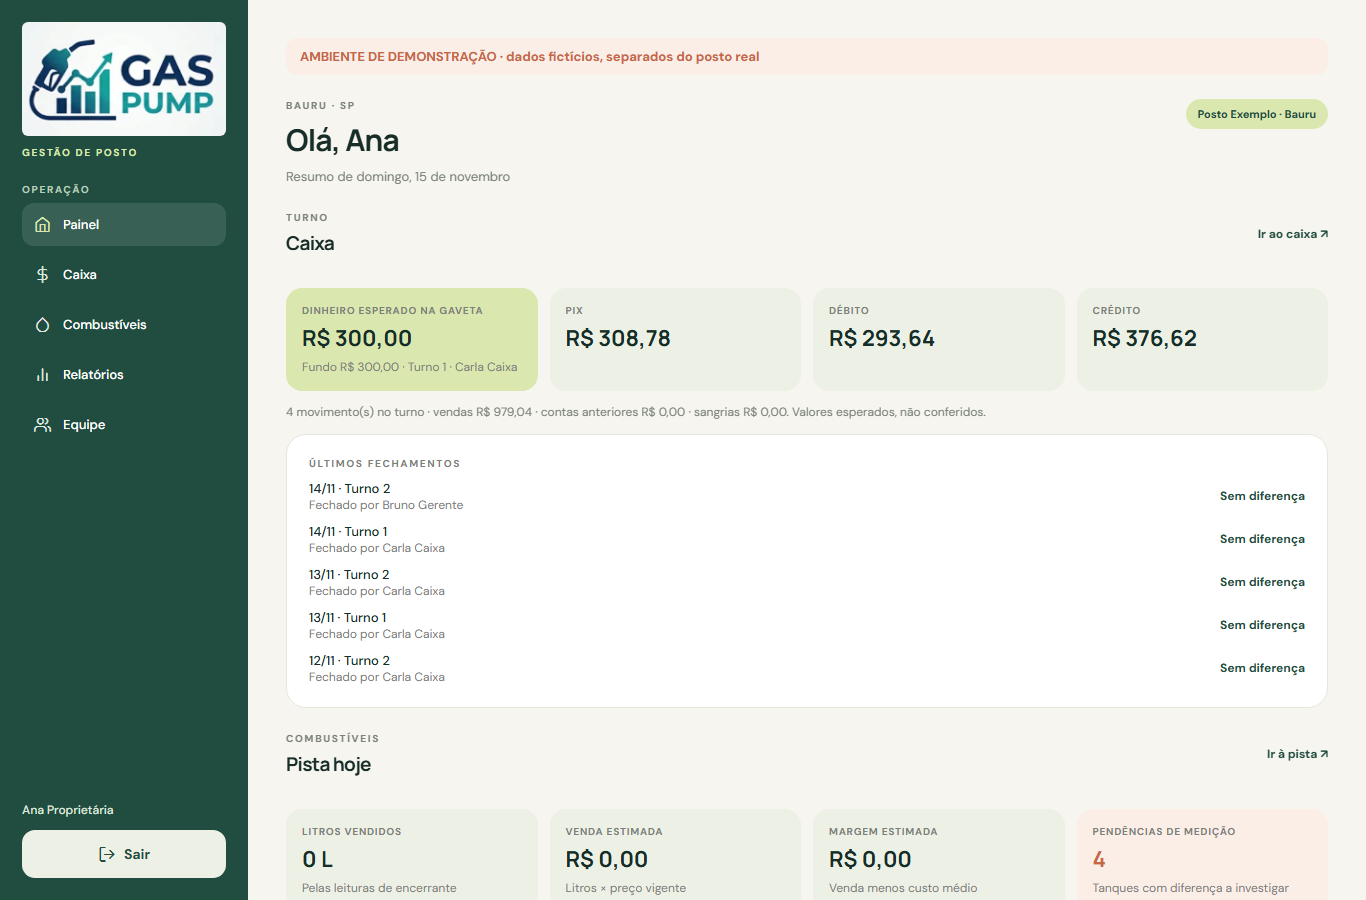 GAS
PUMP
GESTÃO DE POSTO
OPERAÇÃO
Painel
Caixa
Combustíveis
Relatórios
Equipe
Ana Proprietária
Sair
AMBIENTE DE DEMONSTRAÇÃO · dados fictícios, separados do posto real
BAURU · SP
Olá, Ana
Resumo de domingo, 15 de novembro
Posto Exemplo · Bauru
TURNO
Caixa
Ir ao caixa ↗
DINHEIRO ESPERADO NA GAVETA
R$ 300,00
Fundo R$ 300,00 · Turno 1 · Carla Caixa
PIX
R$ 308,78
DÉBITO
R$ 293,64
CRÉDITO
R$ 376,62
4 movimento(s) no turno · vendas R$ 979,04 · contas anteriores R$ 0,00 · sangrias R$ 0,00. Valores esperados, não conferidos.
ÚLTIMOS FECHAMENTOS
14/11 · Turno 2
Fechado por Bruno Gerente
Sem diferença
14/11 · Turno 1
Fechado por Carla Caixa
Sem diferença
13/11 · Turno 2
Fechado por Carla Caixa
Sem diferença
13/11 · Turno 1
Fechado por Carla Caixa
Sem diferença
12/11 · Turno 2
Fechado por Carla Caixa
Sem diferença
COMBUSTÍVEIS
Pista hoje
Ir à pista ↗
LITROS VENDIDOS
0 L
Pelas leituras de encerrante
VENDA ESTIMADA
R$ 0,00
Litros × preço vigente
MARGEM ESTIMADA
R$ 0,00
Venda menos custo médio
PENDÊNCIAS DE MEDIÇÃO
4
Tanques com diferença a investigar